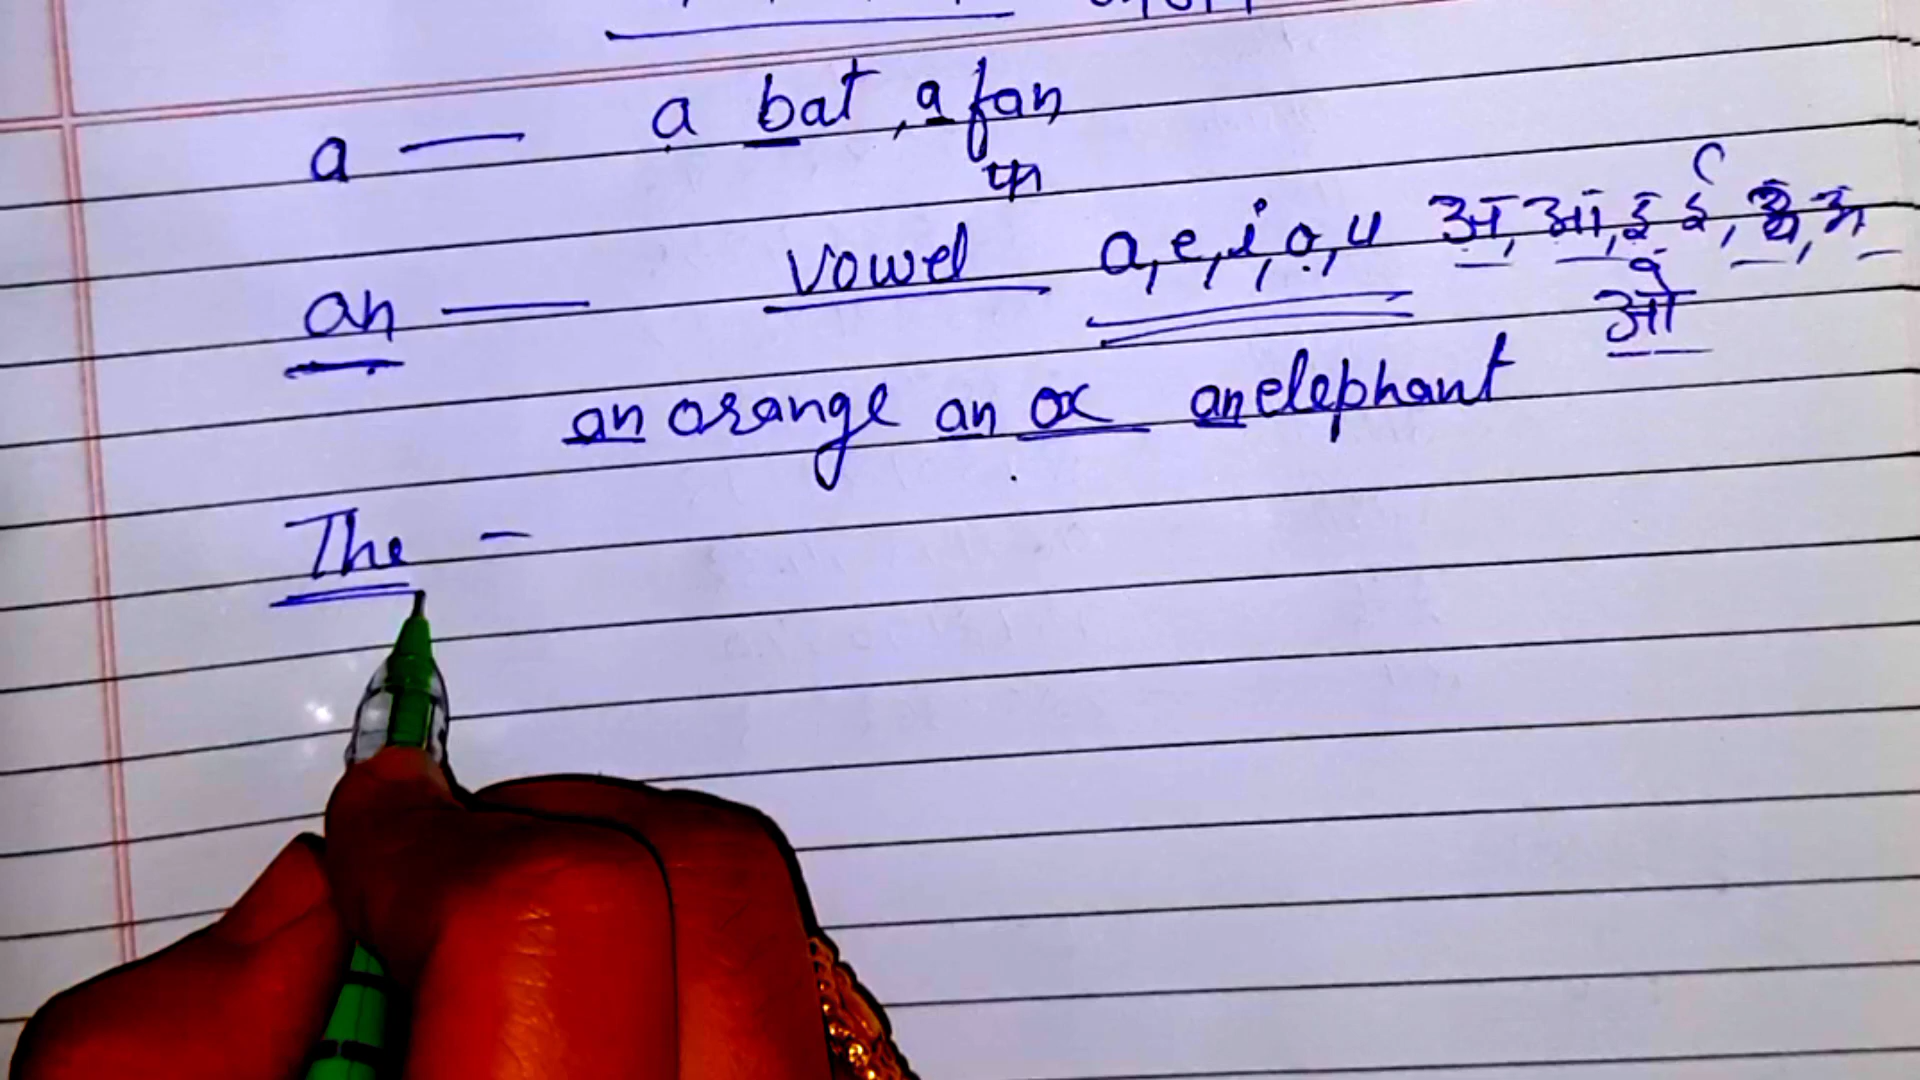 a — a bat, a fan
फ
an — vowel a, e, i, o, u अ, आ, इ ई, उ
ओ
an orange an ox an elephant
The -